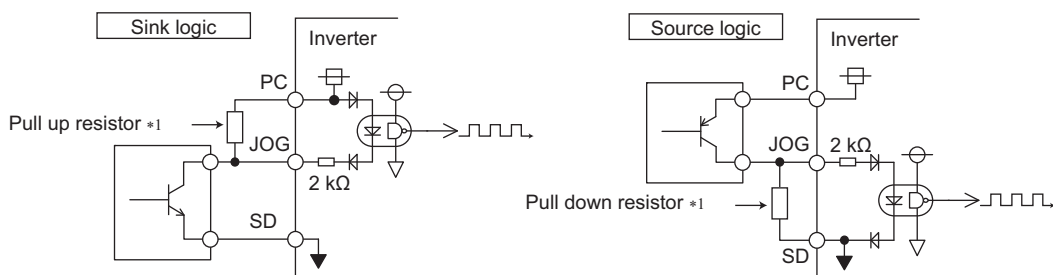 Sink logic
Inverter
PC
Pull up resistor *1
JOG
2 kΩ
SD
Source logic
Inverter
PC
JOG
2 kΩ
Pull down resistor *1
SD